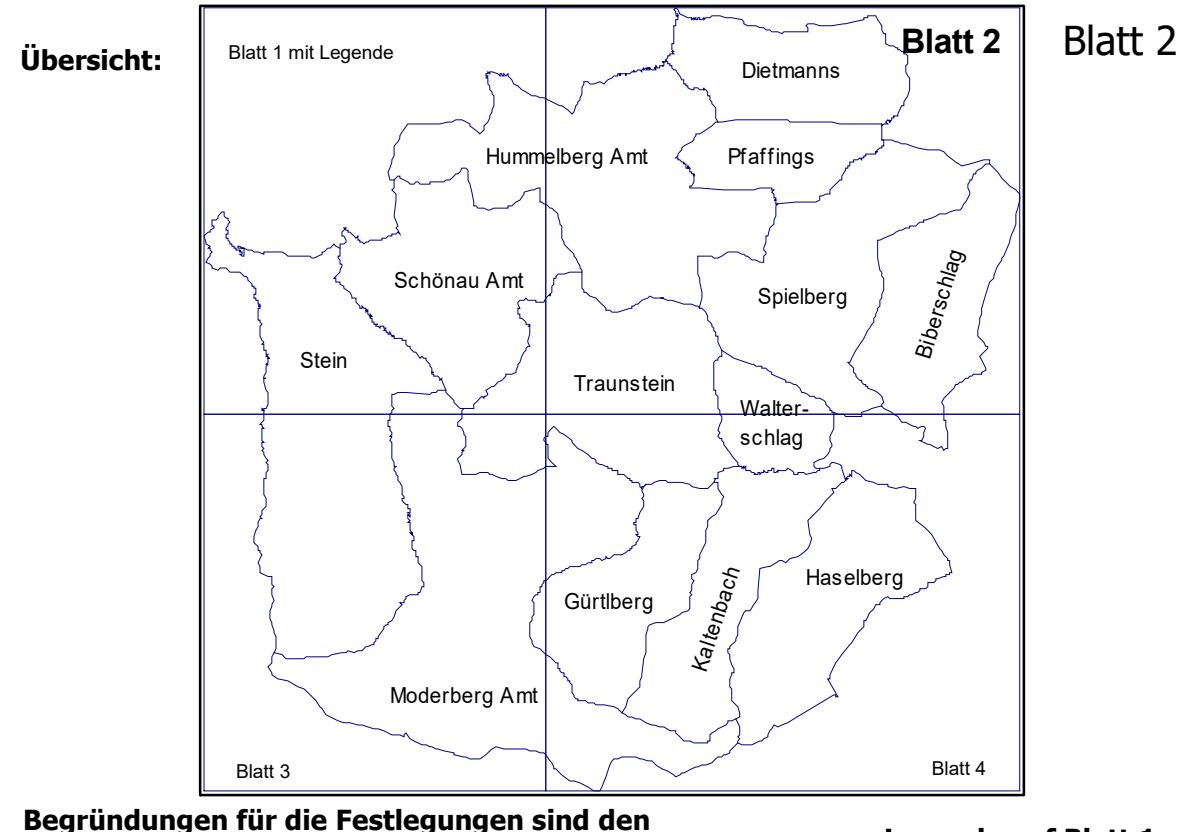 Übersicht:
Blatt 1 mit Legende
Blatt 2
Blatt 2
Dietmanns
Hummelberg Amt
Pfaffings
Schönau Amt
Spielberg
Biberschlag
Stein
Traunstein
Walter-
schlag
Gürtlberg
Kaltenbach
Haselberg
Moderberg Amt
Blatt 3
Blatt 4
Begründungen für die Festlegungen sind den